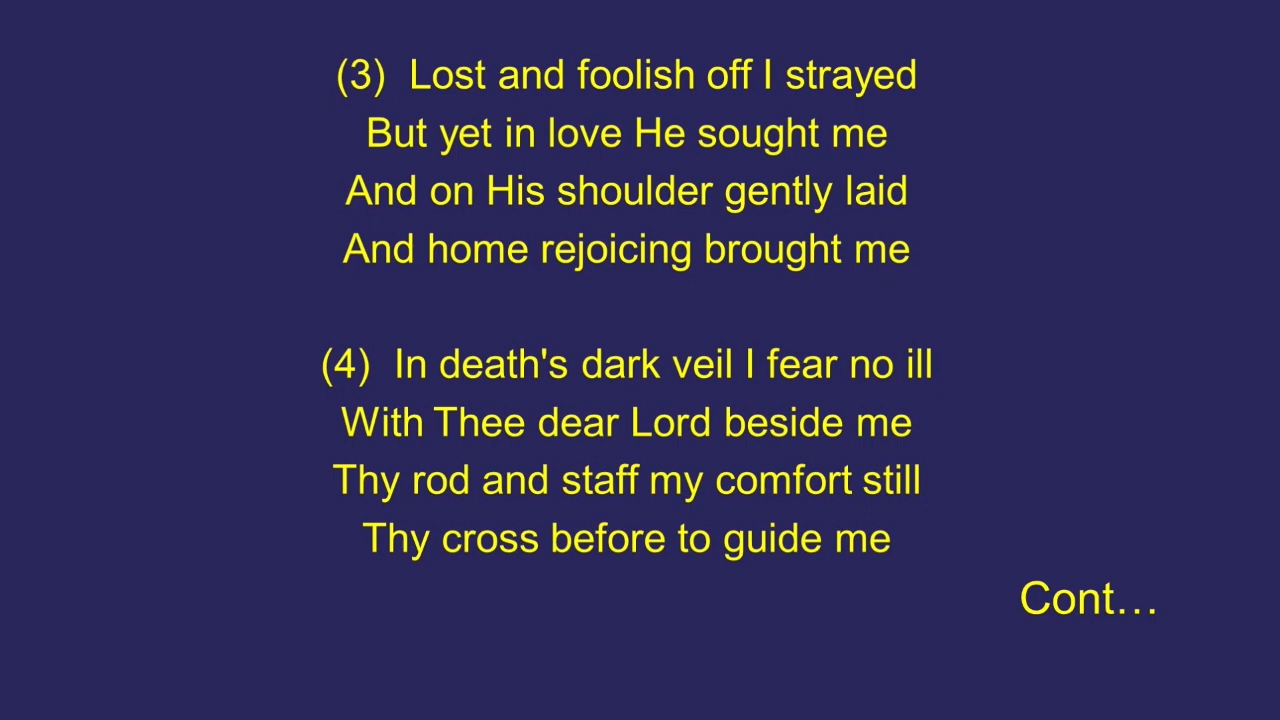 (3) Lost and foolish off I strayed
But yet in love He sought me
And on His shoulder gently laid
And home rejoicing brought me
(4) In death's dark veil I fear no ill
With Thee dear Lord beside me
Thy rod and staff my comfort still
Thy cross before to guide me
Cont…